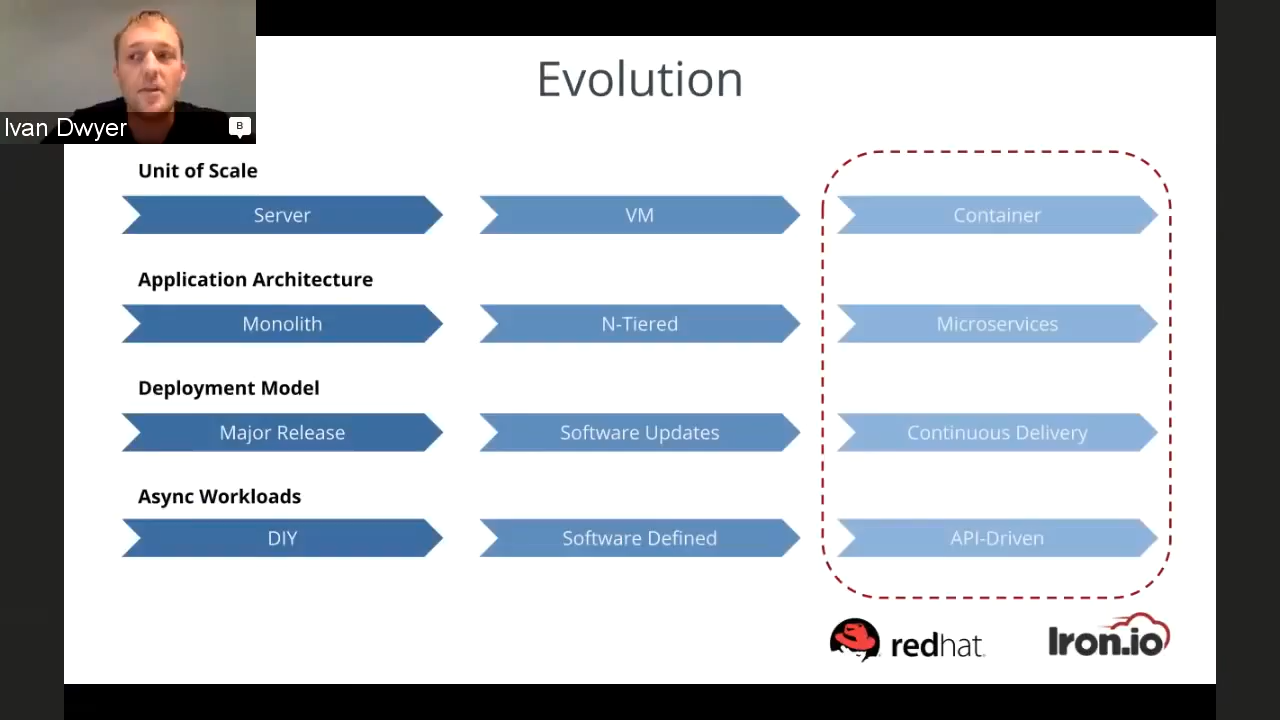 Evolution
Ivan Dwyer
B
Unit of Scale
Server
VM
Container
Application Architecture
Monolith
N-Tiered
Microservices
Deployment Model
Major Release
Software Updates
Continuous Delivery
Async Workloads
DIY
Software Defined
API-Driven
redhat
Iron.io